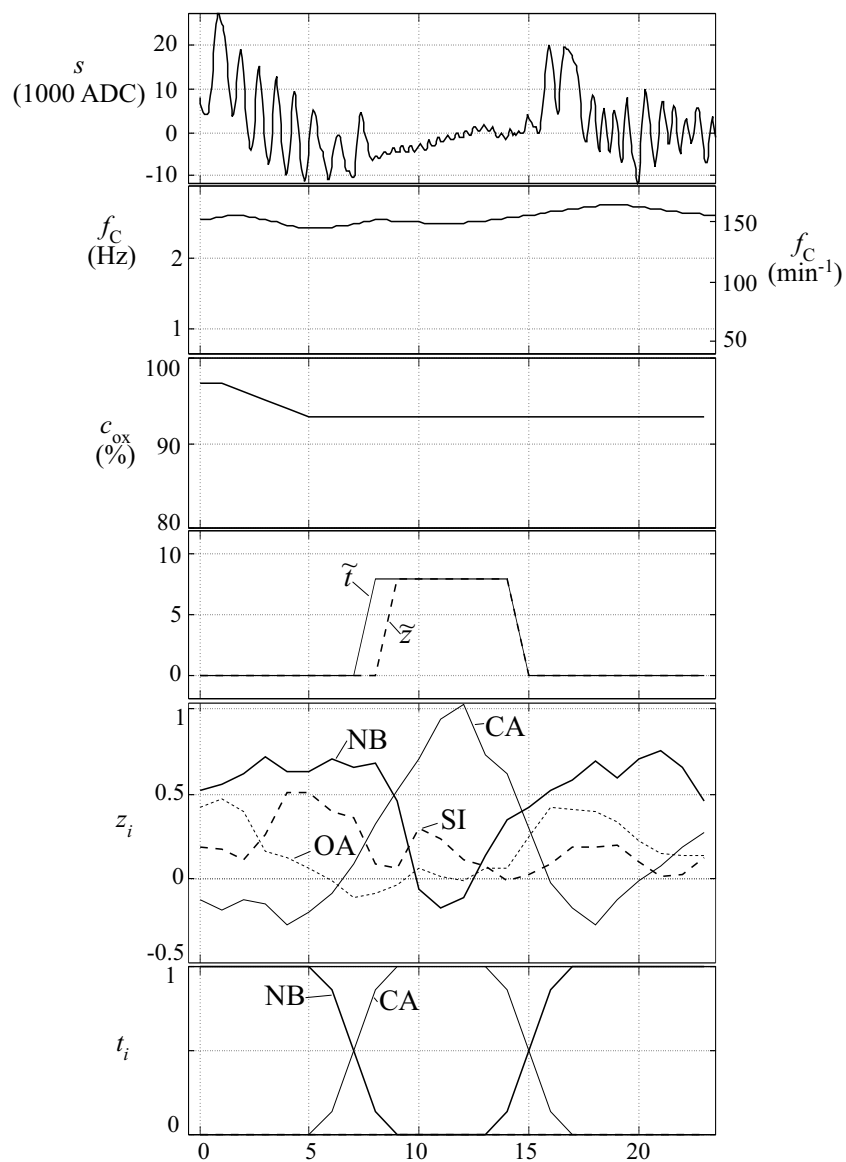 s
(1000 ADC)
20
10
0
-10
f_C
(Hz)
2
1
150
100
50
f_C
(min⁻¹)
c_ox
(%)
100
90
80
10
5
0
t̃
z̃
z_i
1
0.5
0
-0.5
NB
CA
SI
OA
t_i
1
0
NB
CA
0 5 10 15 20